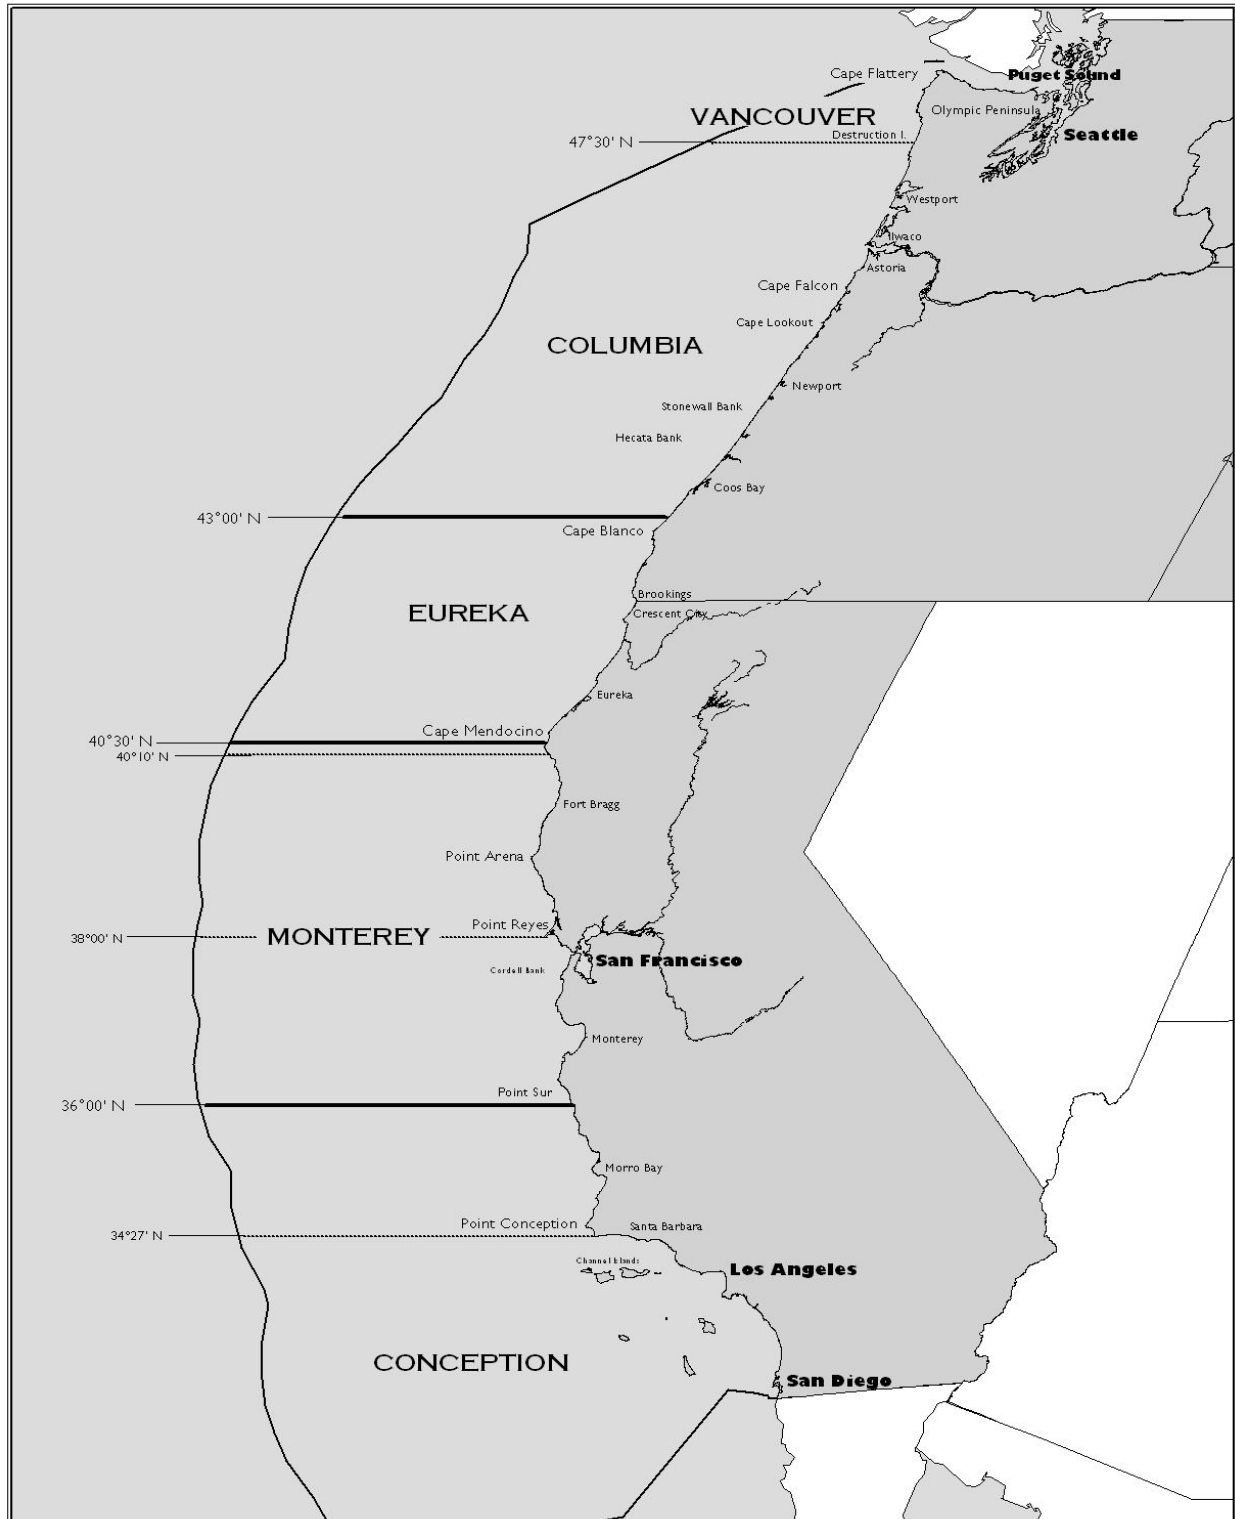 Cape Flattery
Puget Sound
VANCOUVER
Olympic Peninsula
Destruction I.
Seattle
47°30' N
Westport
Ilwaco
Astoria
Cape Falcon
Cape Lookout
COLUMBIA
Newport
Stonewall Bank
Hecata Bank
Coos Bay
43°00' N
Cape Blanco
Brookings
EUREKA
Crescent City
Eureka
Cape Mendocino
40°30' N
40°10' N
Fort Bragg
Point Arena
Point Reyes
38°00' N
MONTEREY
San Francisco
Cordell Bank
Monterey
Point Sur
36°00' N
Morro Bay
Point Conception
Santa Barbara
34°27' N
Channel Islands
Los Angeles
CONCEPTION
San Diego